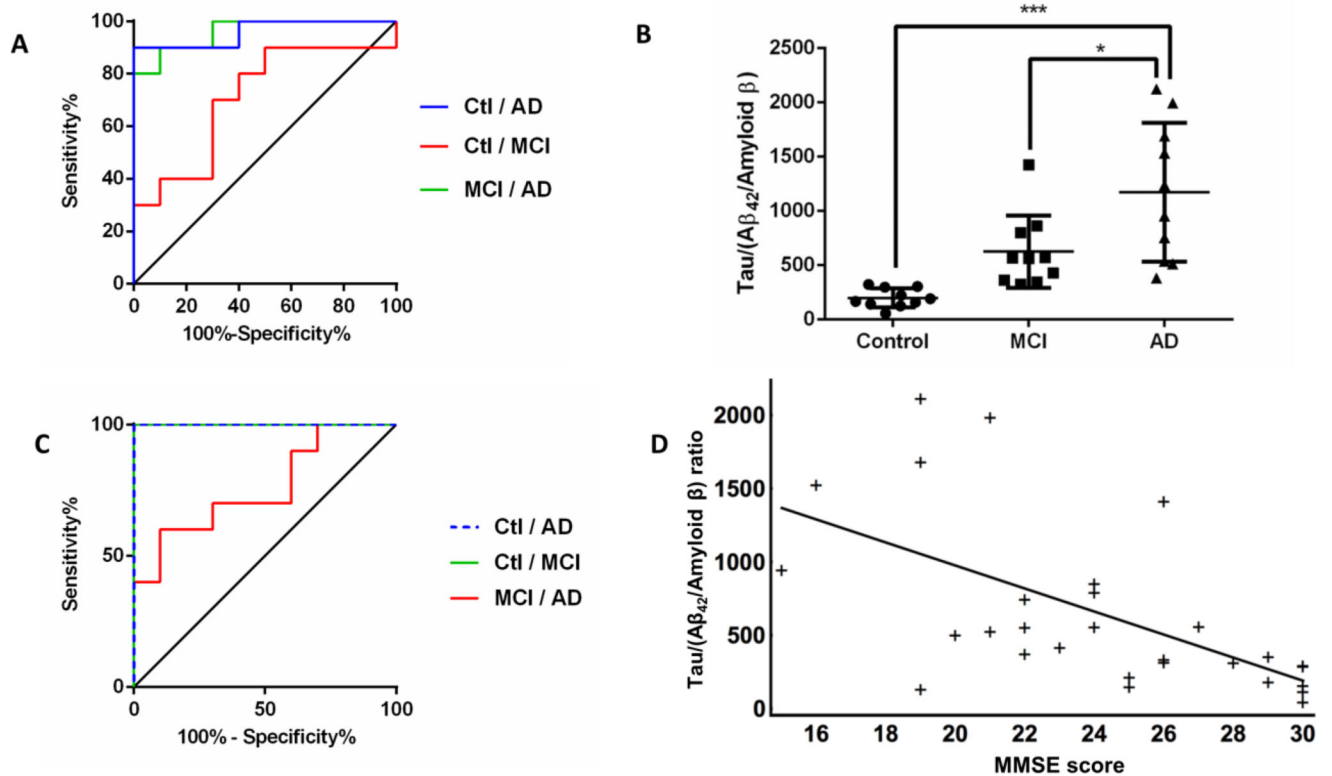 A
100
80
60
40
20
0
Sensitivity%
0 20 40 60 80 100
100%-Specificity%
Ctl / AD
Ctl / MCI
MCI / AD
B
***
*
2500
2000
1500
1000
500
0
Tau/(Aβ42/Amyloid β)
Control MCI AD
C
100
50
0
Sensitivity%
0 50 100
100% - Specificity%
Ctl / AD
Ctl / MCI
MCI / AD
D
2000
1500
1000
500
0
Tau/(Aβ42/Amyloid β) ratio
16 18 20 22 24 26 28 30
MMSE score